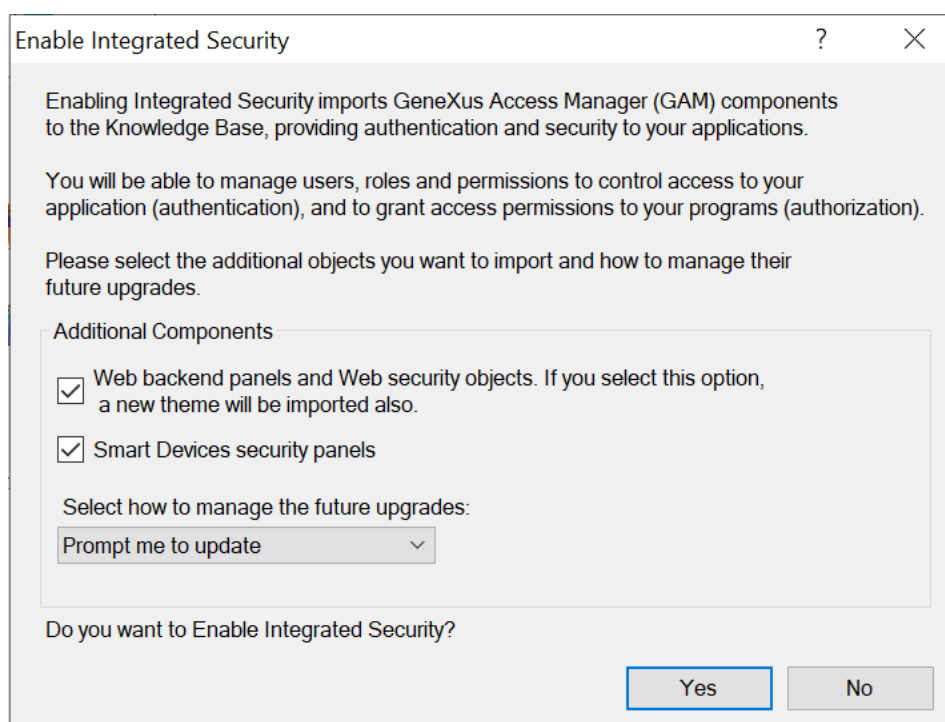 Enable Integrated Security
?
Enabling Integrated Security imports GeneXus Access Manager (GAM) components
to the Knowledge Base, providing authentication and security to your applications.
You will be able to manage users, roles and permissions to control access to your
application (authentication), and to grant access permissions to your programs (authorization).
Please select the additional objects you want to import and how to manage their
future upgrades.
Additional Components
Web backend panels and Web security objects. If you select this option,
a new theme will be imported also.
Smart Devices security panels
Select how to manage the future upgrades:
Prompt me to update
Do you want to Enable Integrated Security?
Yes
No